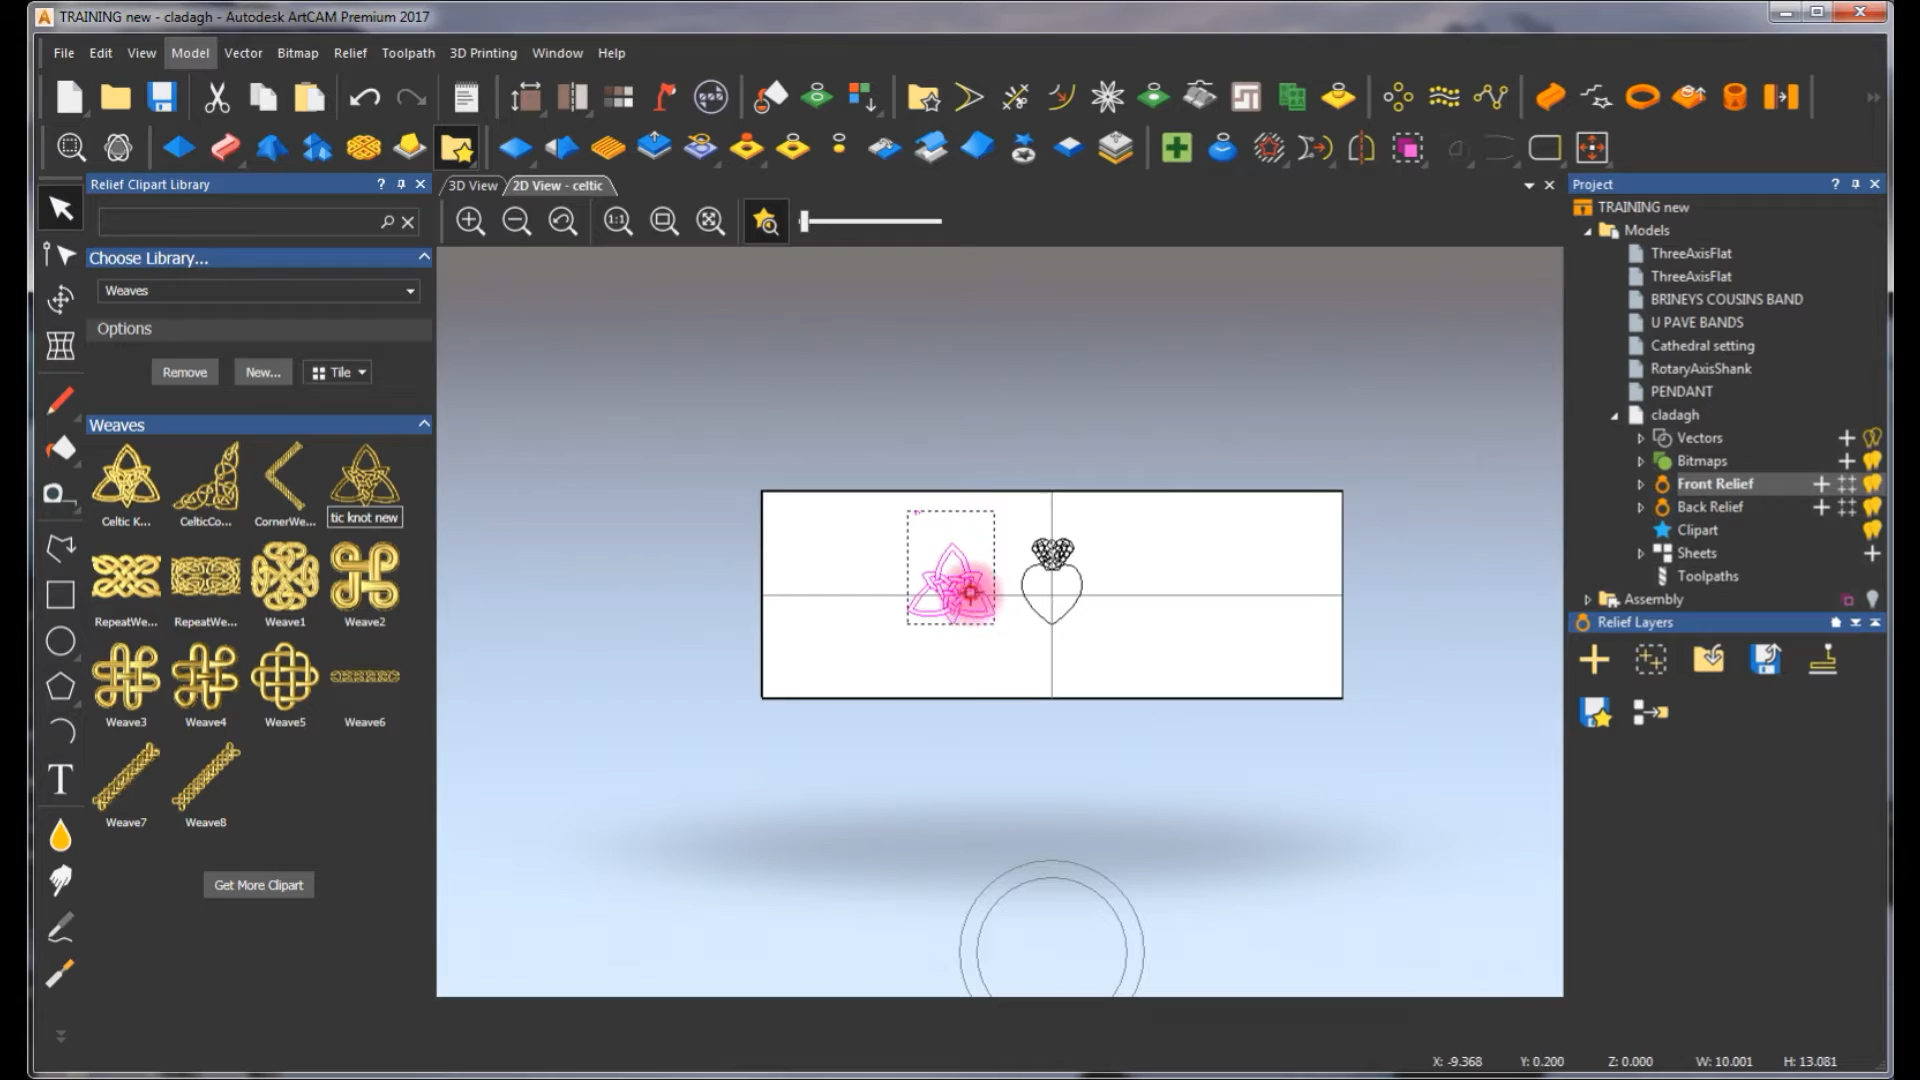 TRAINING new - cladagh - Autodesk ArtCAM Premium 2017
File Edit View Model Vector Bitmap Relief Toolpath 3D Printing Window Help
Relief Clipart Library
Choose Library...
Weaves
Options
Remove New... Tile
Weaves
Celtic K... CelticCo... CornerWe... tic knot new
RepeatWe... RepeatWe... Weave1 Weave2
Weave3 Weave4 Weave5 Weave6
Weave7 Weave8
Get More Clipart
3D View 2D View - celtic
1:1
Project
TRAINING new
Models
ThreeAxisFlat
ThreeAxisFlat
BRINEYS COUSINS BAND
U PAVE BANDS
Cathedral setting
RotaryAxisShank
PENDANT
cladagh
Vectors
Bitmaps
Front Relief
Back Relief
Clipart
Sheets
Toolpaths
Assembly
Relief Layers
X: -9.368 Y: 0.200 Z: 0.000 W: 10.001 H: 13.081